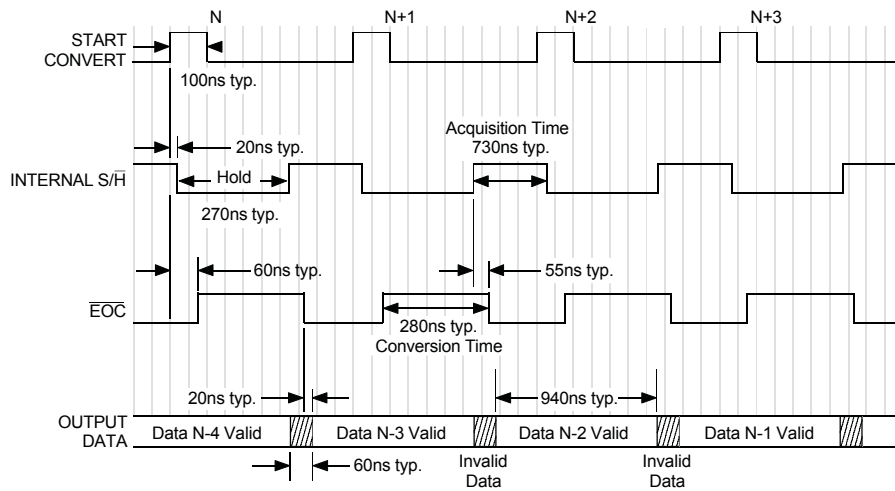 N N+1 N+2 N+3
START
CONVERT
100ns typ.
Acquisition Time
20ns typ. 730ns typ.
INTERNAL S/H̅ Hold
270ns typ.
60ns typ. 55ns typ.
E̅O̅C̅
280ns typ.
Conversion Time
20ns typ. 940ns typ.
OUTPUT
DATA
Data N-4 Valid Data N-3 Valid Data N-2 Valid Data N-1 Valid
60ns typ. Invalid Invalid
Data Data